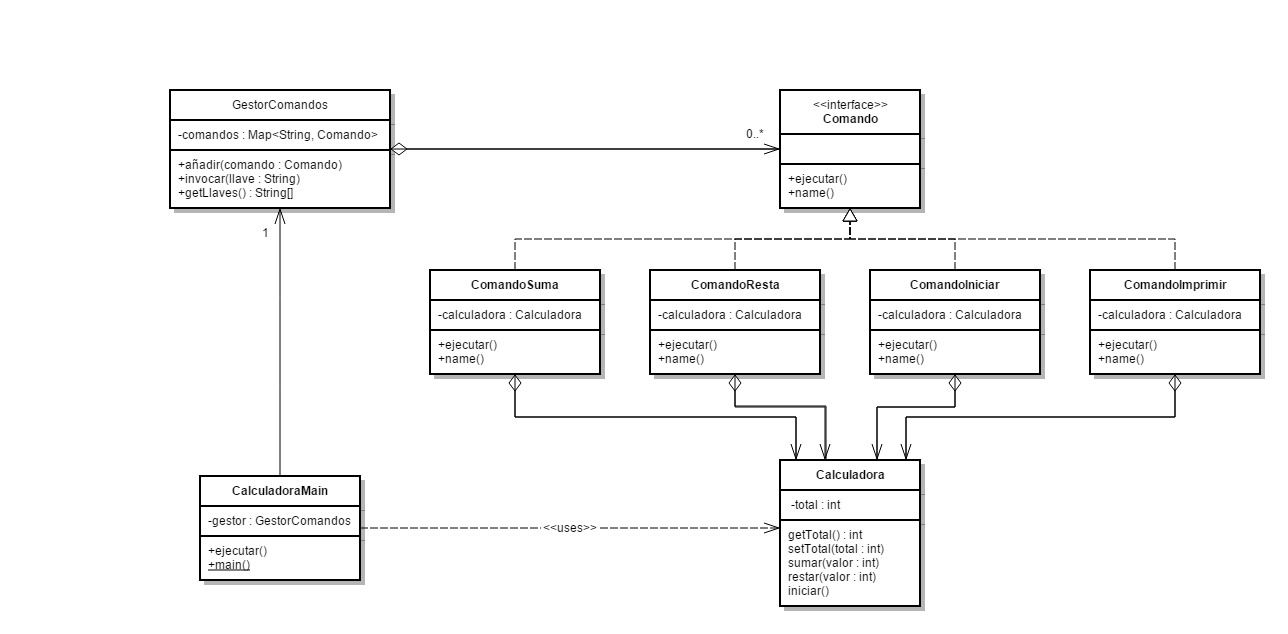 GestorComandos
-comandos : Map<String, Comando>
+añadir(comando : Comando)
+invocar(llave : String)
+getLlaves() : String[]
0..*
<<interface>>
Comando
+ejecutar()
+name()
1
ComandoSuma
-calculadora : Calculadora
+ejecutar()
+name()
ComandoResta
-calculadora : Calculadora
+ejecutar()
+name()
ComandoIniciar
-calculadora : Calculadora
+ejecutar()
+name()
ComandoImprimir
-calculadora : Calculadora
+ejecutar()
+name()
CalculadoraMain
-gestor : GestorComandos
+ejecutar()
+main()
<<uses>>
Calculadora
-total : int
getTotal() : int
setTotal(total : int)
sumar(valor : int)
restar(valor : int)
iniciar()